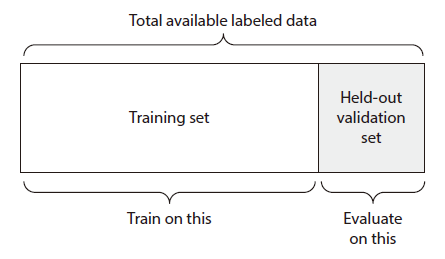 Total available labeled data
Training set
Held-out
validation
set
Train on this
Evaluate
on this